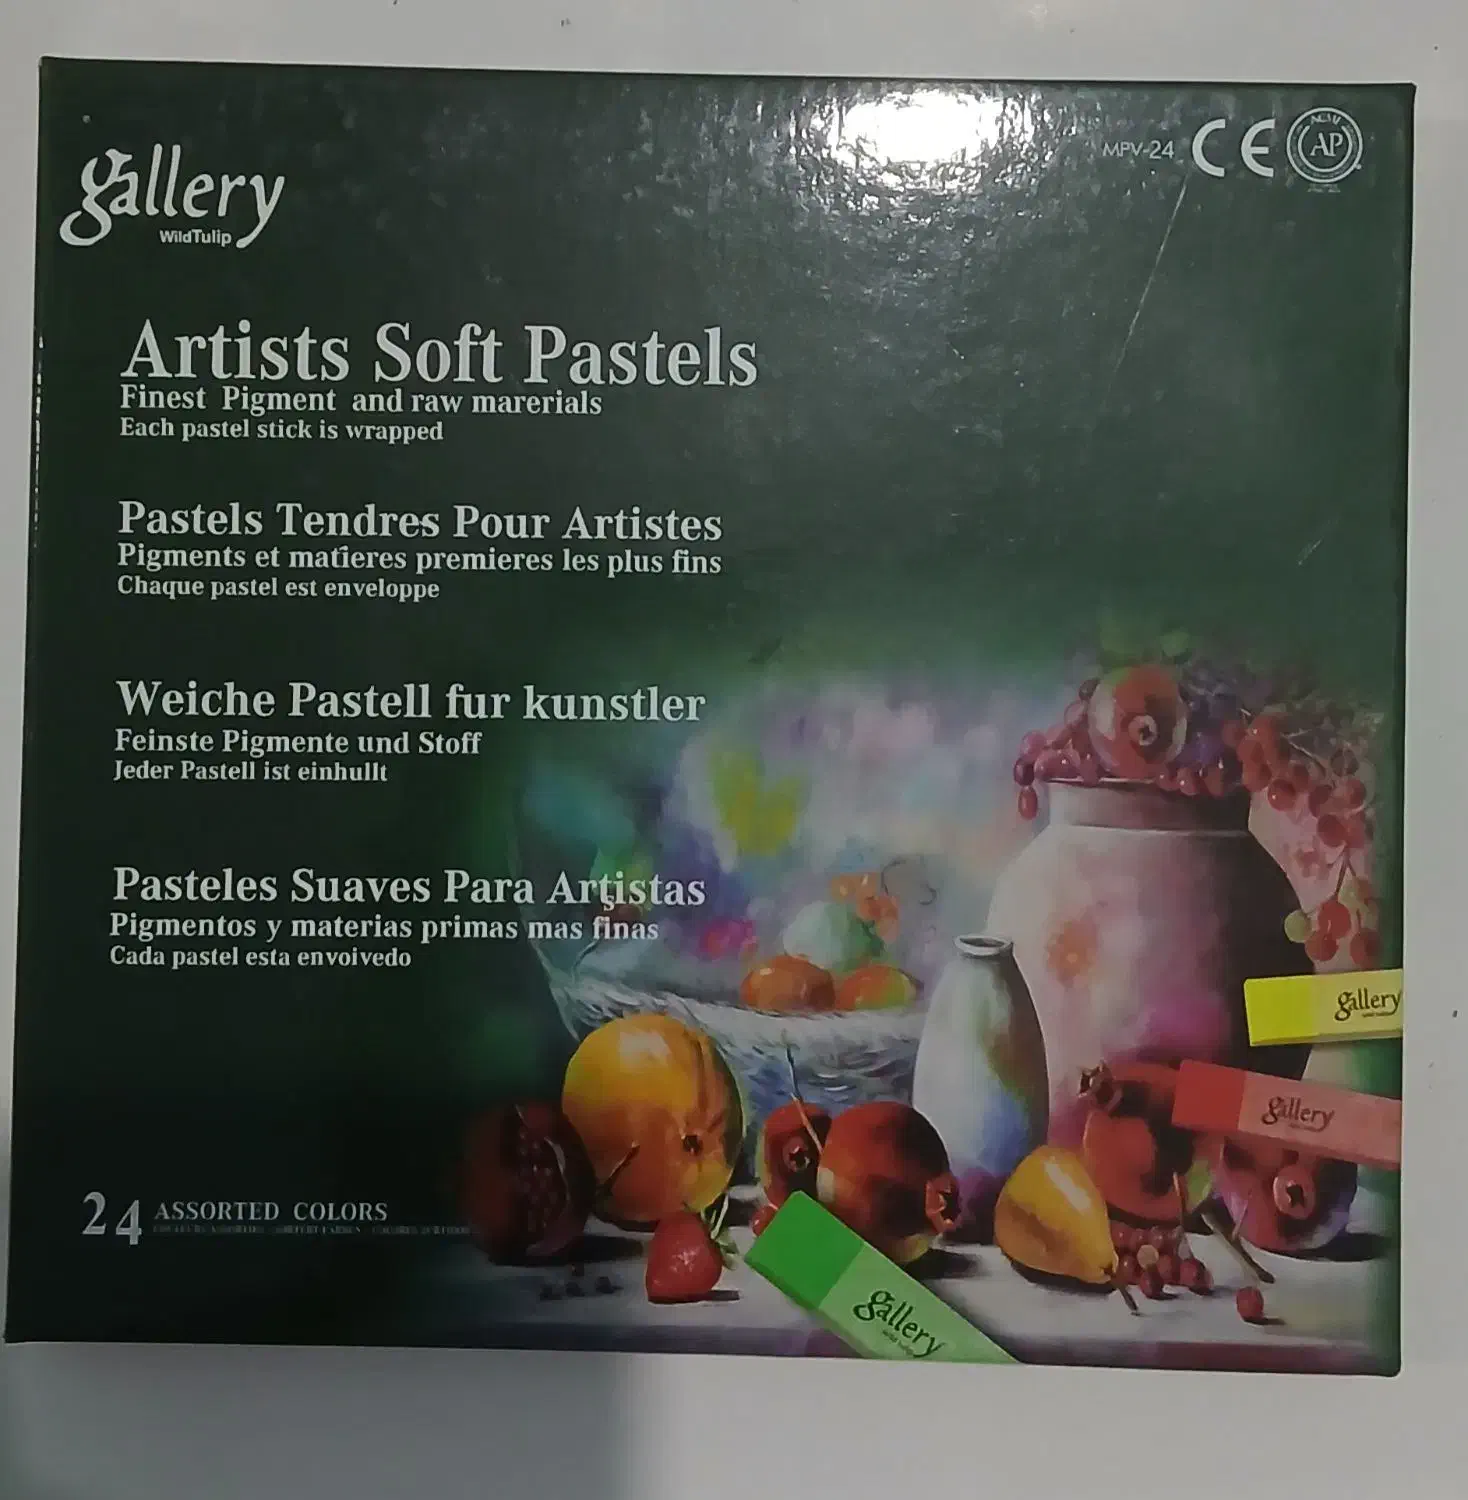 gallery
WildTulip
MPV-24 CE
AP
Artists Soft Pastels
Finest Pigment and raw marerials
Each pastel stick is wrapped
Pastels Tendres Pour Artistes
Pigments et matieres premieres les plus fins
Chaque pastel est enveloppe
Weiche Pastell fur kunstler
Feinste Pigmente und Stoff
Jeder Pastell ist einhullt
Pasteles Suaves Para Artistas
Pigmentos y materias primas mas finas
Cada pastel esta envoivedo
gallery
gallery
24 ASSORTED COLORS
gallery